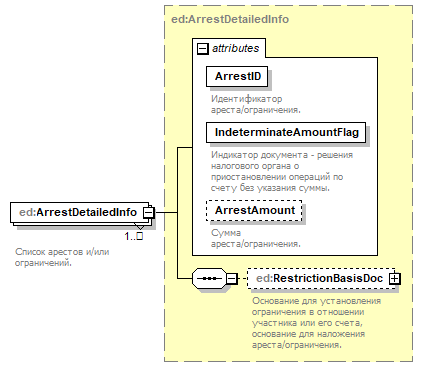 ed:ArrestDetailedInfo
attributes
ArrestID
Идентификатор
ареста/ограничения.
IndeterminateAmountFlag
Индикатор документа - решения
налогового органа о
приостановлении операций по
счету без указания суммы.
ArrestAmount
Сумма
ареста/ограничения.
ed:ArrestDetailedInfo
1..
Список арестов и/или
ограничений.
ed:RestrictionBasisDoc
Основание для установления
ограничения в отношении
участника или его счета,
основание для наложения
ареста/ограничения.